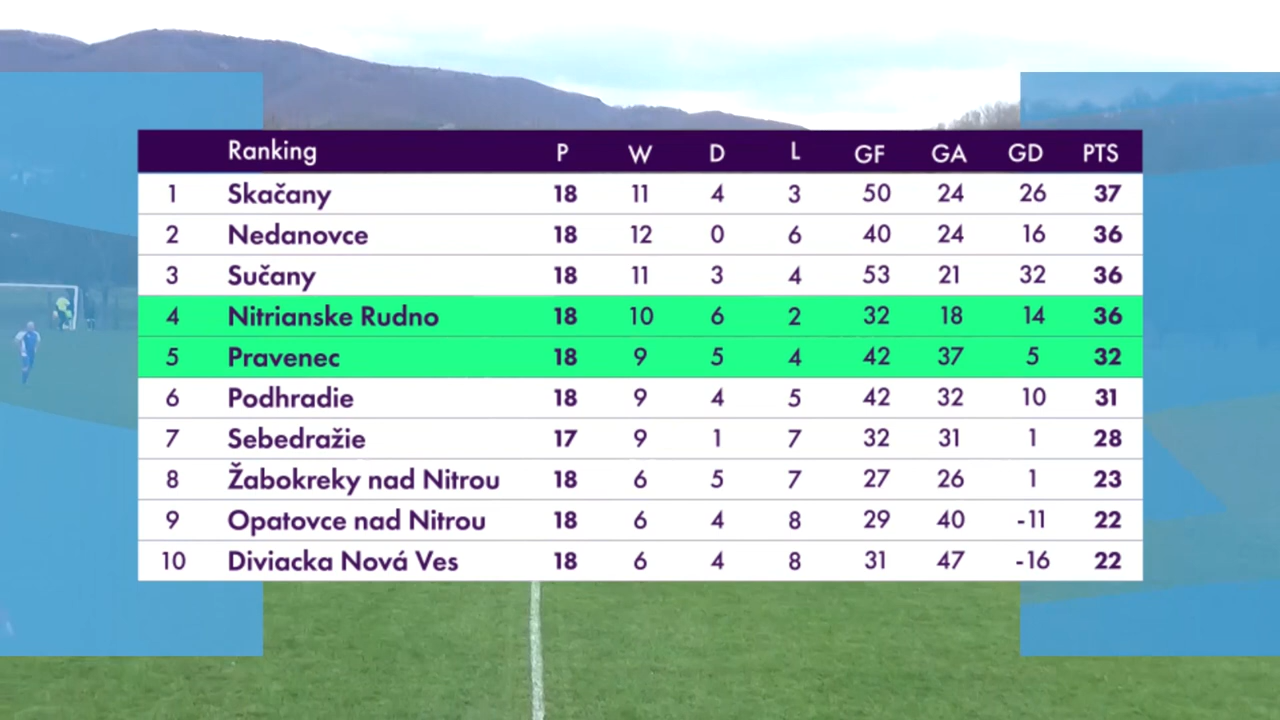 Ranking P W D L GF GA GD PTS
1 Skačany 18 11 4 3 50 24 26 37
2 Nedanovce 18 12 0 6 40 24 16 36
3 Sučany 18 11 3 4 53 21 32 36
4 Nitrianske Rudno 18 10 6 2 32 18 14 36
5 Pravenec 18 9 5 4 42 37 5 32
6 Podhradie 18 9 4 5 42 32 10 31
7 Sebedražie 17 9 1 7 32 31 1 28
8 Žabokreky nad Nitrou 18 6 5 7 27 26 1 23
9 Opatovce nad Nitrou 18 6 4 8 29 40 -11 22
10 Diviacka Nová Ves 18 6 4 8 31 47 -16 22